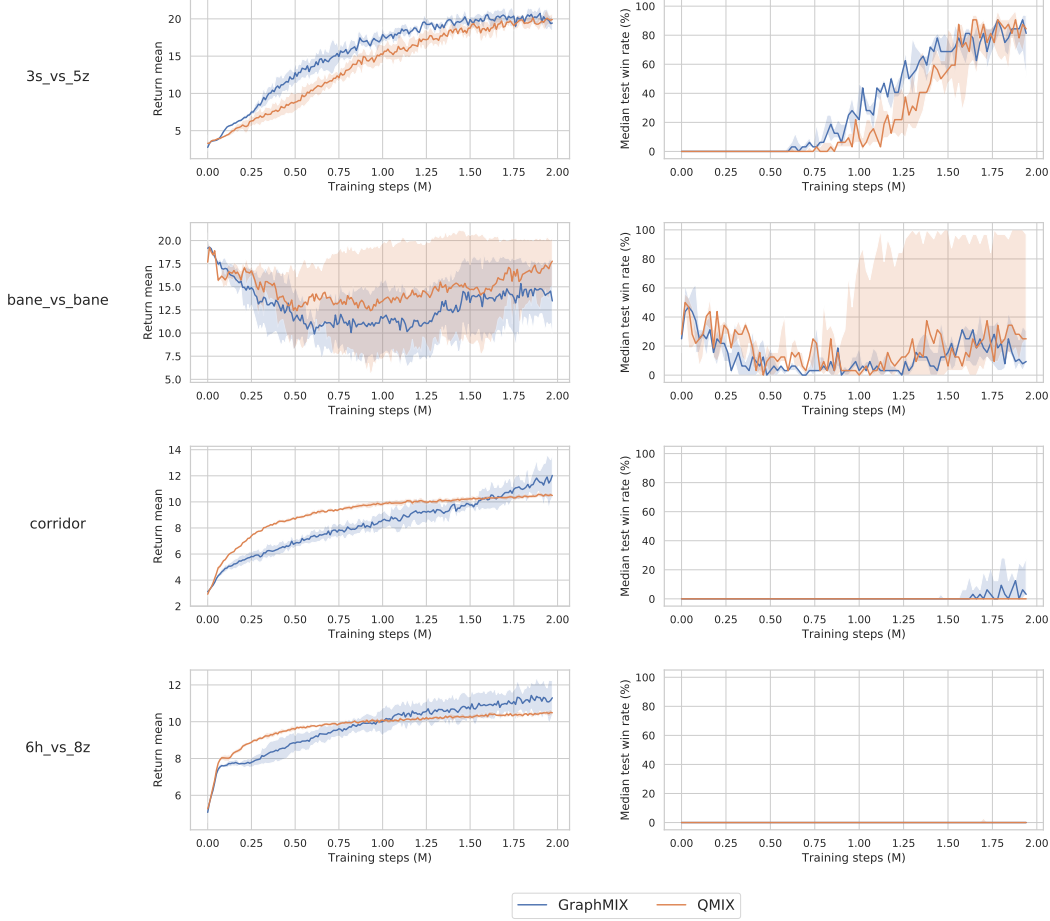 3s_vs_5z
Return mean
20
15
10
5
0.00 0.25 0.50 0.75 1.00 1.25 1.50 1.75 2.00
Training steps (M)
Median test win rate (%)
100
80
60
40
20
0
0.00 0.25 0.50 0.75 1.00 1.25 1.50 1.75 2.00
Training steps (M)
bane_vs_bane
Return mean
20.0
17.5
15.0
12.5
10.0
7.5
5.0
0.00 0.25 0.50 0.75 1.00 1.25 1.50 1.75 2.00
Training steps (M)
Median test win rate (%)
100
80
60
40
20
0
0.00 0.25 0.50 0.75 1.00 1.25 1.50 1.75 2.00
Training steps (M)
corridor
Return mean
14
12
10
8
6
4
2
0.00 0.25 0.50 0.75 1.00 1.25 1.50 1.75 2.00
Training steps (M)
Median test win rate (%)
100
80
60
40
20
0
0.00 0.25 0.50 0.75 1.00 1.25 1.50 1.75 2.00
Training steps (M)
6h_vs_8z
Return mean
12
10
8
6
0.00 0.25 0.50 0.75 1.00 1.25 1.50 1.75 2.00
Training steps (M)
Median test win rate (%)
100
80
60
40
20
0
0.00 0.25 0.50 0.75 1.00 1.25 1.50 1.75 2.00
Training steps (M)
GraphMIX QMIX